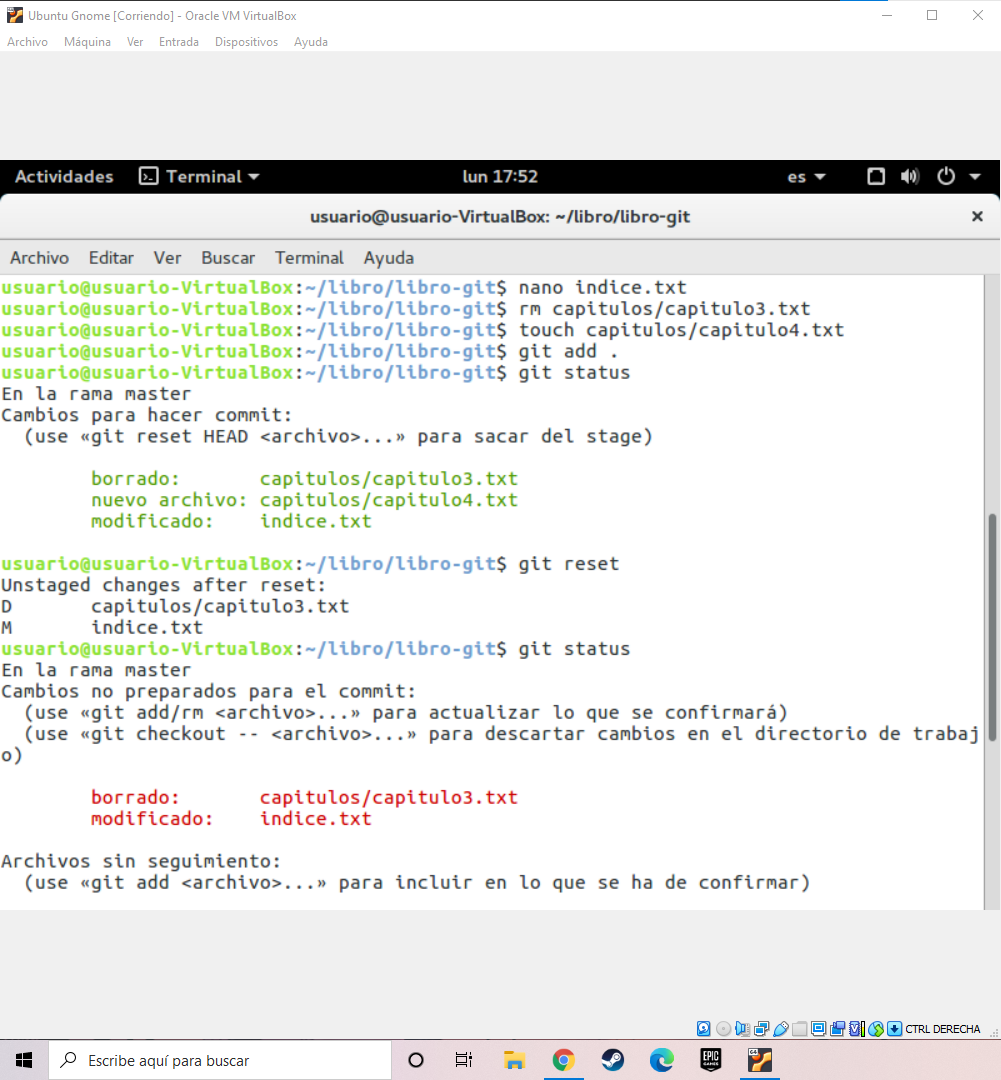 Ubuntu Gnome [Corriendo] - Oracle VM VirtualBox
Archivo Máquina Ver Entrada Dispositivos Ayuda
Actividades Terminal lun 17:52 es
usuario@usuario-VirtualBox: ~/libro/libro-git
Archivo Editar Ver Buscar Terminal Ayuda
usuario@usuario-VirtualBox:~/libro/libro-git$ nano indice.txt
usuario@usuario-VirtualBox:~/libro/libro-git$ rm capitulos/capitulo3.txt
usuario@usuario-VirtualBox:~/libro/libro-git$ touch capitulos/capitulo4.txt
usuario@usuario-VirtualBox:~/libro/libro-git$ git add .
usuario@usuario-VirtualBox:~/libro/libro-git$ git status
En la rama master
Cambios para hacer commit:
  (use «git reset HEAD <archivo>...» para sacar del stage)
        borrado:       capitulos/capitulo3.txt
        nuevo archivo: capitulos/capitulo4.txt
        modificado:    indice.txt
usuario@usuario-VirtualBox:~/libro/libro-git$ git reset
Unstaged changes after reset:
D       capitulos/capitulo3.txt
M       indice.txt
usuario@usuario-VirtualBox:~/libro/libro-git$ git status
En la rama master
Cambios no preparados para el commit:
  (use «git add/rm <archivo>...» para actualizar lo que se confirmará)
  (use «git checkout -- <archivo>...» para descartar cambios en el directorio de trabaj
o)
        borrado:       capitulos/capitulo3.txt
        modificado:    indice.txt
Archivos sin seguimiento:
  (use «git add <archivo>...» para incluir en lo que se ha de confirmar)
CTRL DERECHA
Escribe aquí para buscar
EPIC
GAMES